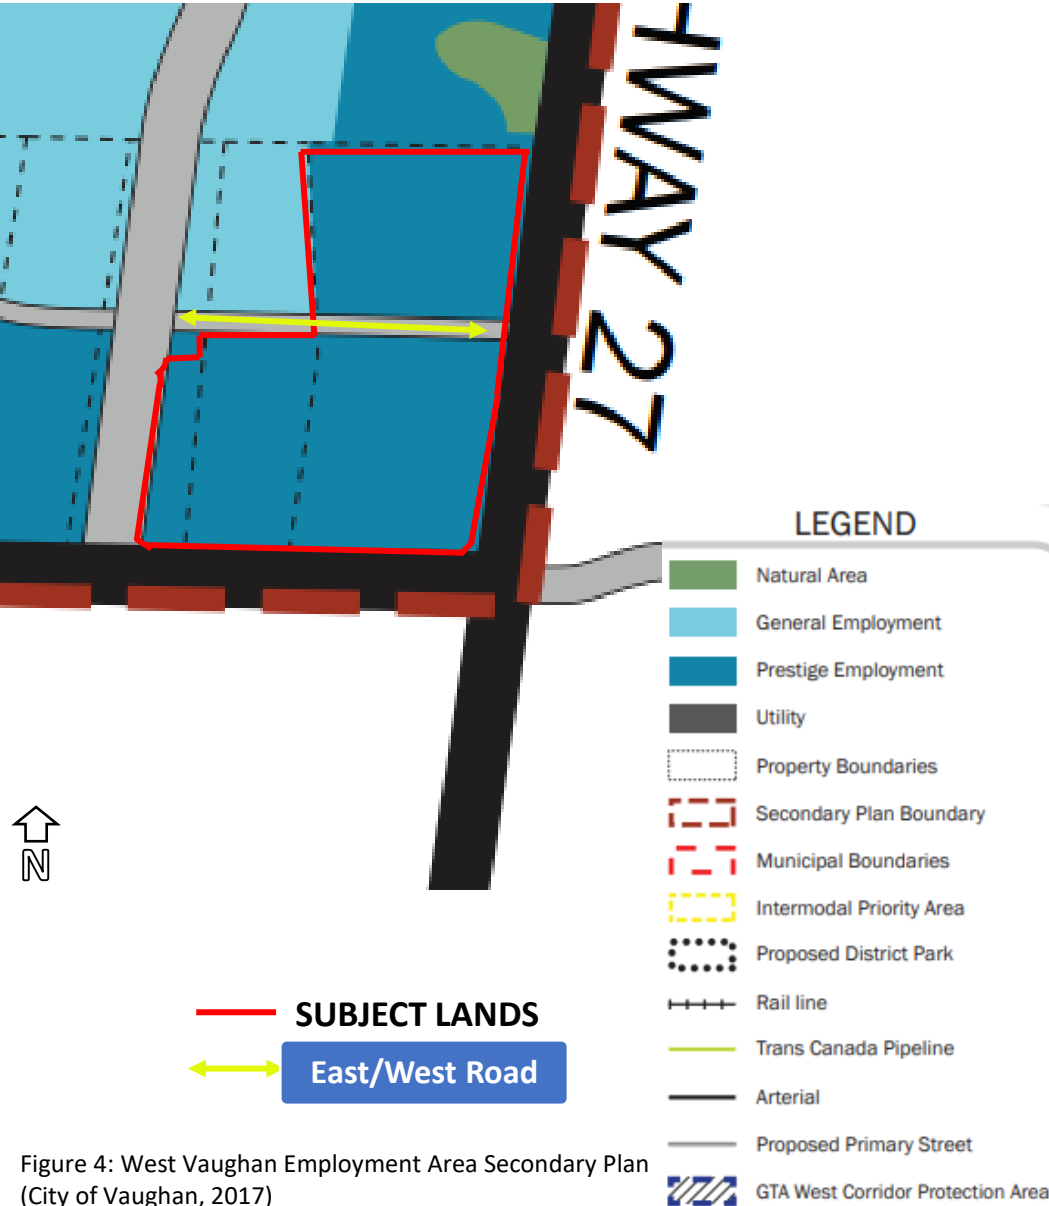 HWAY 27
LEGEND
Natural Area
General Employment
Prestige Employment
Utility
Property Boundaries
Secondary Plan Boundary
Municipal Boundaries
Intermodal Priority Area
Proposed District Park
Rail line
Trans Canada Pipeline
Arterial
Proposed Primary Street
GTA West Corridor Protection Area
N
SUBJECT LANDS
East/West Road
Figure 4: West Vaughan Employment Area Secondary Plan
(City of Vaughan, 2017)